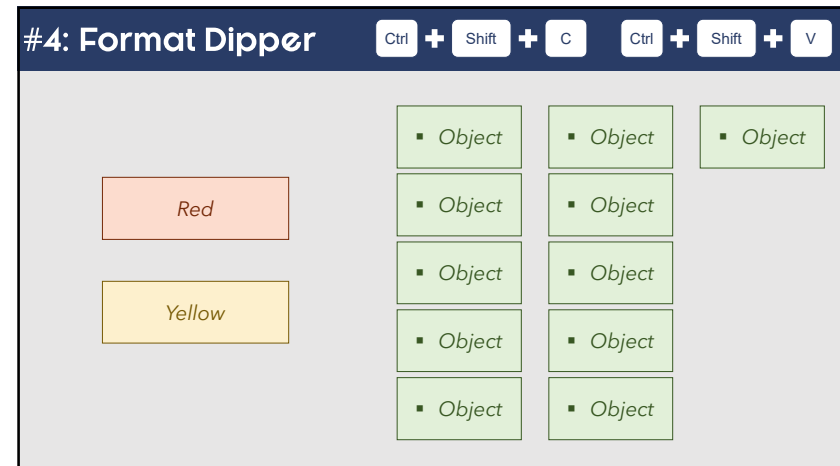 #4: Format Dipper
Ctrl + Shift + C
Ctrl + Shift + V
Red
Yellow
▪ Object
▪ Object
▪ Object
▪ Object
▪ Object
▪ Object
▪ Object
▪ Object
▪ Object
▪ Object
▪ Object